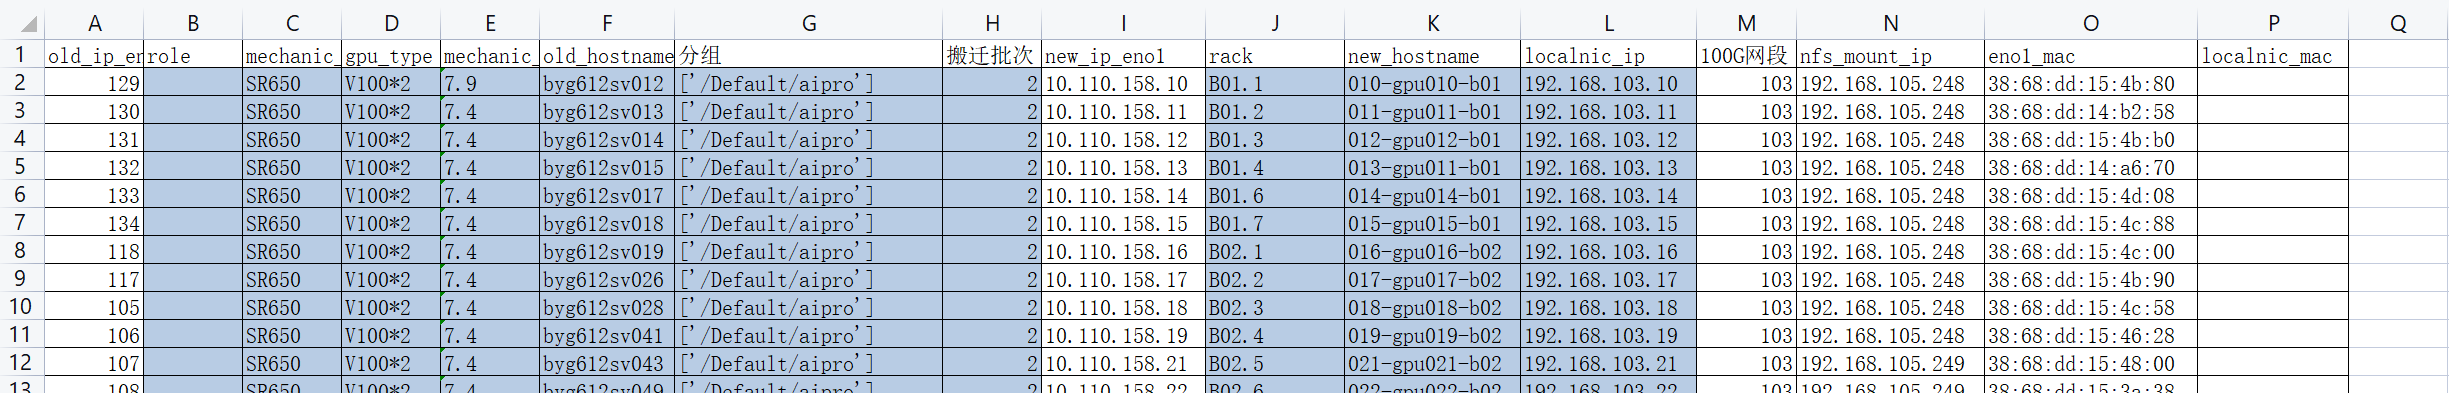 A B C D E F G H I J K L M N O P Q
1 old_ip_en role mechanic_ gpu_type mechanic_ old_hostname 分组 搬迁批次 new_ip_eno1 rack new_hostname localnic_ip 100G网段 nfs_mount_ip eno1_mac localnic_mac
2 129 SR650 V100*2 7.9 byg612sv012 ['/Default/aipro'] 2 10.110.158.10 B01.1 010-gpu010-b01 192.168.103.10 103 192.168.105.248 38:68:dd:15:4b:80
3 130 SR650 V100*2 7.4 byg612sv013 ['/Default/aipro'] 2 10.110.158.11 B01.2 011-gpu011-b01 192.168.103.11 103 192.168.105.248 38:68:dd:14:b2:58
4 131 SR650 V100*2 7.4 byg612sv014 ['/Default/aipro'] 2 10.110.158.12 B01.3 012-gpu012-b01 192.168.103.12 103 192.168.105.248 38:68:dd:15:4b:b0
5 132 SR650 V100*2 7.4 byg612sv015 ['/Default/aipro'] 2 10.110.158.13 B01.4 013-gpu011-b01 192.168.103.13 103 192.168.105.248 38:68:dd:14:a6:70
6 133 SR650 V100*2 7.4 byg612sv017 ['/Default/aipro'] 2 10.110.158.14 B01.6 014-gpu014-b01 192.168.103.14 103 192.168.105.248 38:68:dd:15:4d:08
7 134 SR650 V100*2 7.4 byg612sv018 ['/Default/aipro'] 2 10.110.158.15 B01.7 015-gpu015-b01 192.168.103.15 103 192.168.105.248 38:68:dd:15:4c:88
8 118 SR650 V100*2 7.4 byg612sv019 ['/Default/aipro'] 2 10.110.158.16 B02.1 016-gpu016-b02 192.168.103.16 103 192.168.105.248 38:68:dd:15:4c:00
9 117 SR650 V100*2 7.4 byg612sv026 ['/Default/aipro'] 2 10.110.158.17 B02.2 017-gpu017-b02 192.168.103.17 103 192.168.105.248 38:68:dd:15:4b:90
10 105 SR650 V100*2 7.4 byg612sv028 ['/Default/aipro'] 2 10.110.158.18 B02.3 018-gpu018-b02 192.168.103.18 103 192.168.105.248 38:68:dd:15:4c:58
11 106 SR650 V100*2 7.4 byg612sv041 ['/Default/aipro'] 2 10.110.158.19 B02.4 019-gpu019-b02 192.168.103.19 103 192.168.105.248 38:68:dd:15:46:28
12 107 SR650 V100*2 7.4 byg612sv043 ['/Default/aipro'] 2 10.110.158.21 B02.5 021-gpu021-b02 192.168.103.21 103 192.168.105.249 38:68:dd:15:48:00
13 108 SR650 V100*2 7.4 byg612sv049 ['/Default/aipro'] 2 10.110.158.22 B02.6 022-gpu022-b02 192.168.103.22 103 192.168.105.249 38:68:dd:15:3a:38